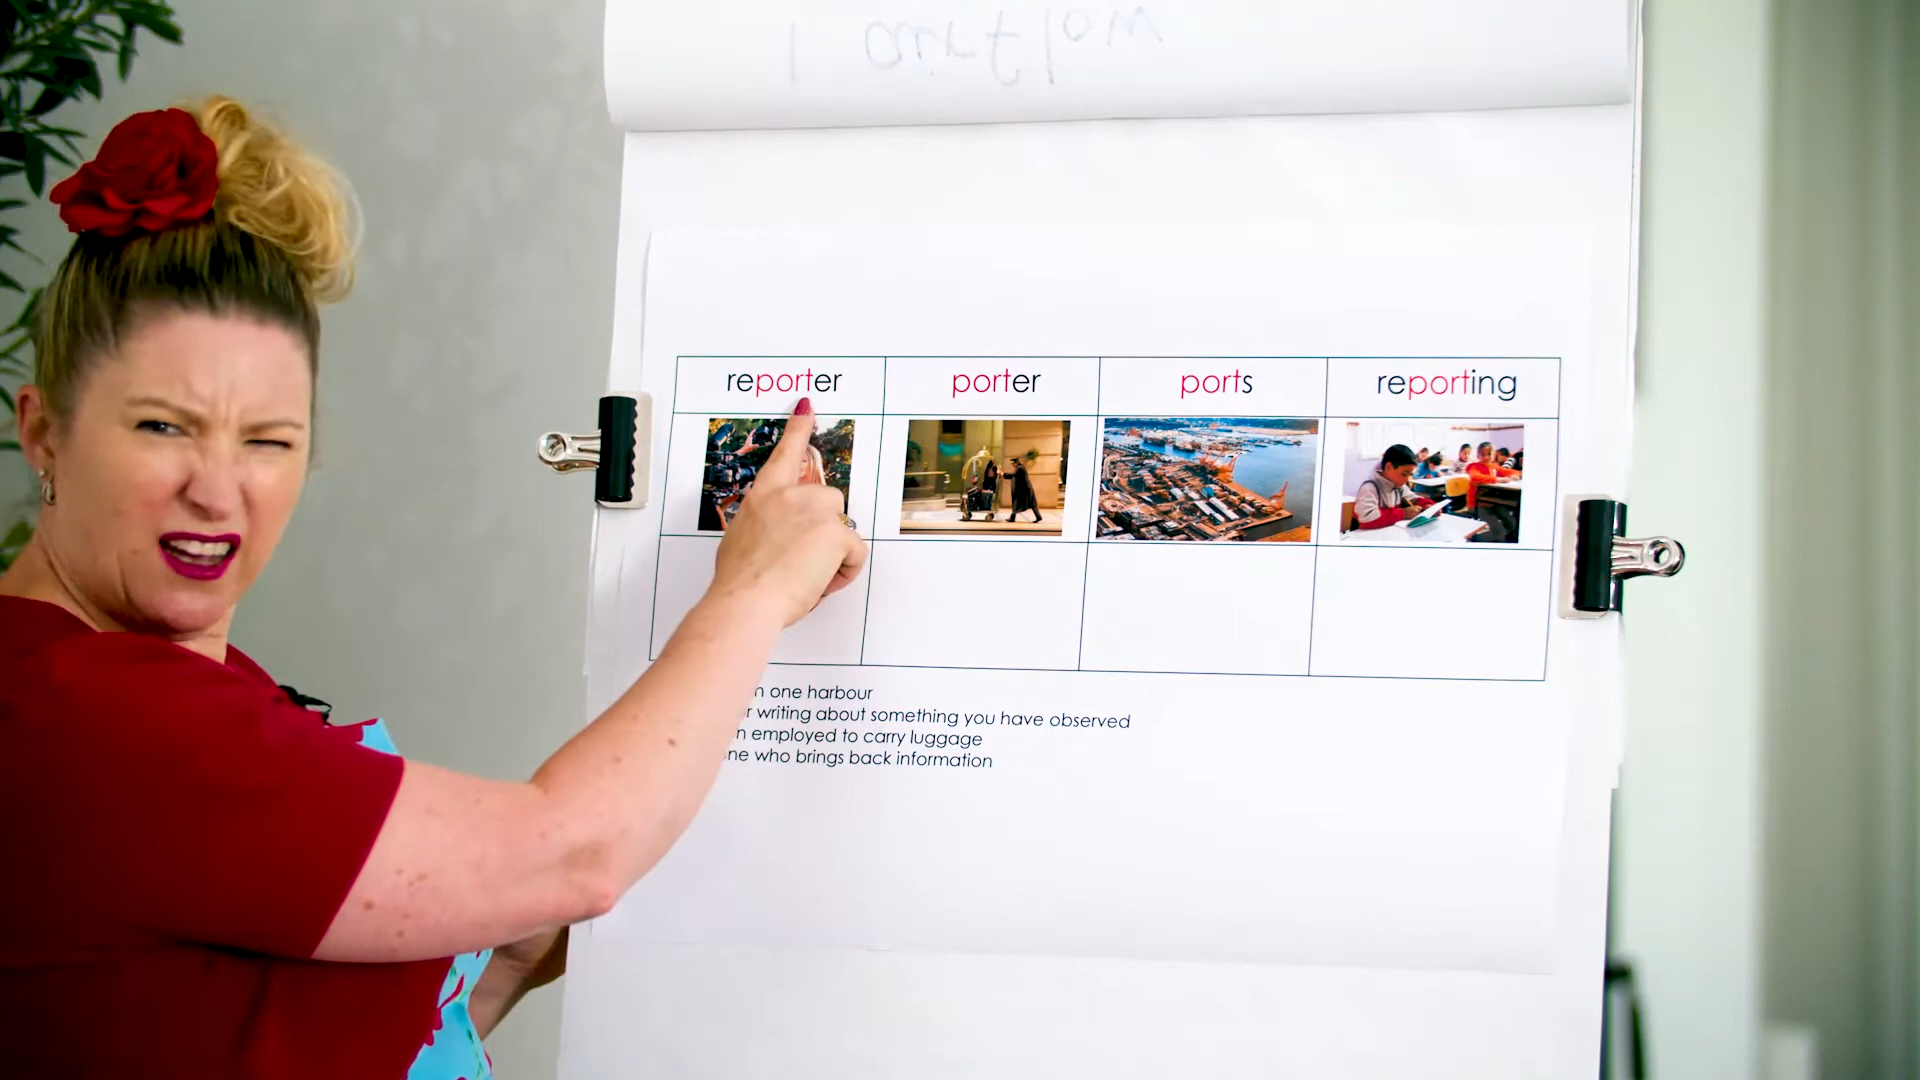 reporter porter ports reporting
one harbour
writing about something you have observed
employed to carry luggage
who brings back information